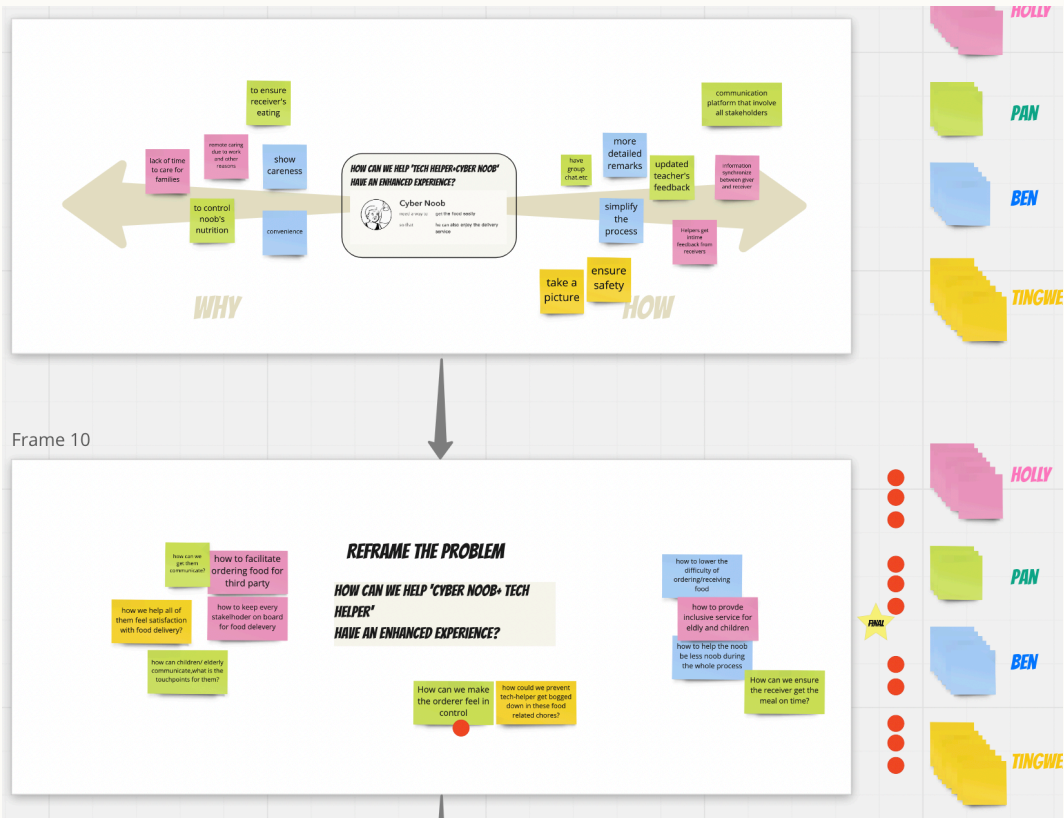 HOLLY
to ensure
receiver's
eating
lack of time
to care for
families
remote caring
due to work
and other
reasons
show
careness
to control
noob's
nutrition
convenience
WHY
HOW CAN WE HELP 'TECH HELPER+CYBER NOOB'
HAVE AN ENHANCED EXPERIENCE?
Cyber Noob
need a way to
get the food easily
so that
he can also enjoy the delivery
service
communication
platform that involve
all stakeholders
have
group
chat.etc
more
detailed
remarks
updated
teacher's
feedback
information
synchronize
between giver
and receiver
simplify
the
process
helpers get
intime
feedback from
receivers
take a
picture
ensure
safety
HOW
PAN
BEN
TINGWE
Frame 10
how can we
get them
communicate?
how to facilitate
ordering food for
third party
how we help all of
them feel satisfaction
with food delivery?
how to keep every
stakelhoder on board
for food delevery
how can children/ elderly
communicate,what is the
touchpoints for them?
REFRAME THE PROBLEM
HOW CAN WE HELP 'CYBER NOOB+ TECH
HELPER'
HAVE AN ENHANCED EXPERIENCE?
How can we make
the orderer feel in
control
how could we prevent
tech-helper get bogged
down in these food
related chores?
how to lower the
difficulty of
ordering/receiving
food
how to provde
inclusive service for
eldly and children
how to help the noob
be less noob during
the whole process
How can we ensure
the receiver get the
meal on time?
HOLLY
PAN
FINAL
BEN
TINGWE